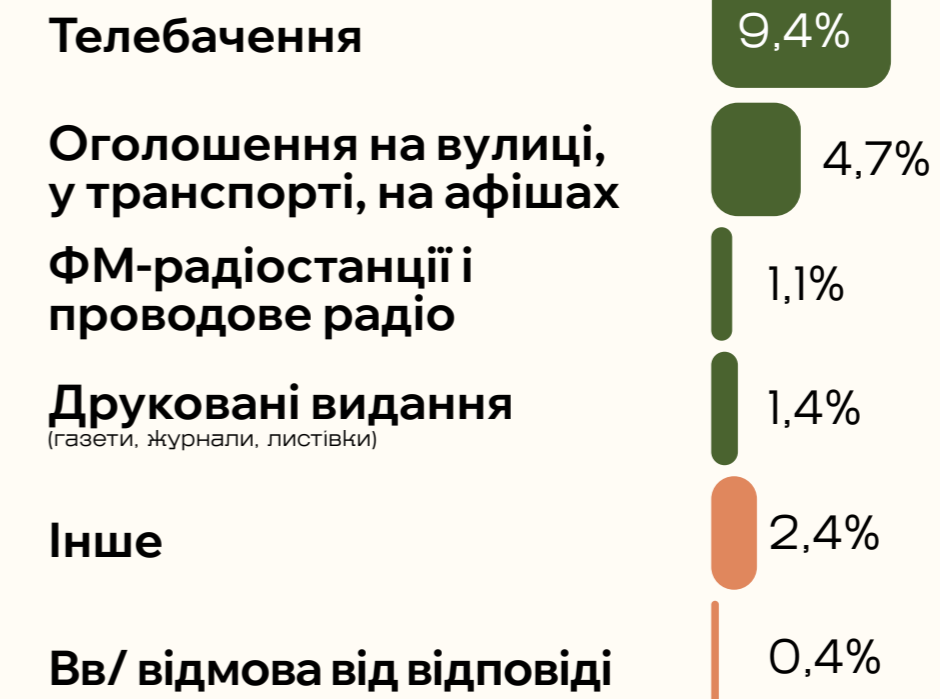 Телебачення
9,4%
Оголошення на вулиці,
у транспорті, на афішах
4,7%
ФМ-радіостанції і
проводове радіо
1,1%
Друковані видання
(газети, журнали, листівки)
1,4%
Інше
2,4%
Вв/ відмова від відповіді
0,4%